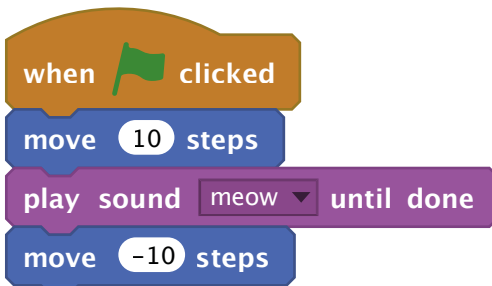 when clicked
move 10 steps
play sound meow until done
move -10 steps